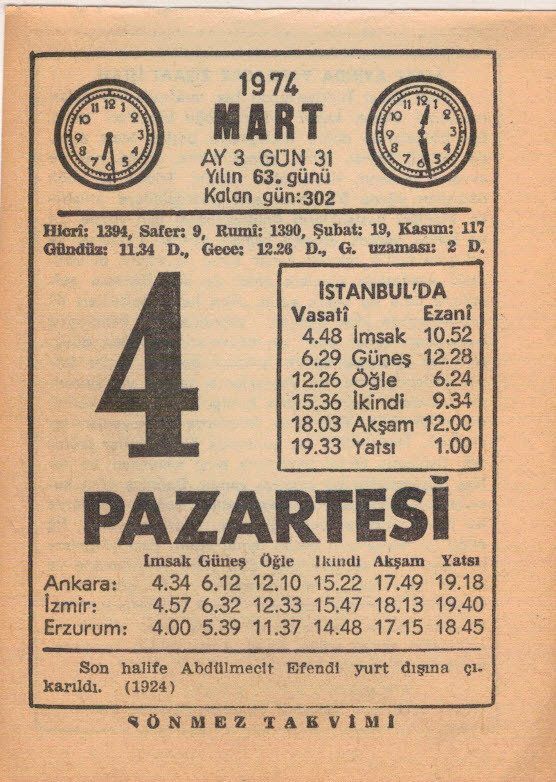 1974
MART
AY 3 GÜN 31
Yılın 63. günü
Kalan gün:302
Hicrî: 1394, Safer: 9, Rumî: 1390, Şubat: 19, Kasım: 117
Gündüz: 11.34 D., Gece: 12.26 D., G. uzaması: 2 D.
4
İSTANBUL'DA
Vasatî Ezanî
4.48 İmsak 10.52
6.29 Güneş 12.28
12.26 Öğle 6.24
15.36 İkindi 9.34
18.03 Akşam 12.00
19.33 Yatsı 1.00
PAZARTESİ
İmsak Güneş Öğle İkindi Akşam Yatsı
Ankara: 4.34 6.12 12.10 15.22 17.49 19.18
İzmir: 4.57 6.32 12.33 15.47 18.13 19.40
Erzurum: 4.00 5.39 11.37 14.48 17.15 18.45
Son halife Abdülmecit Efendi yurt dışına çı-
karıldı. (1924)
SÖNMEZ TAKVİMİ